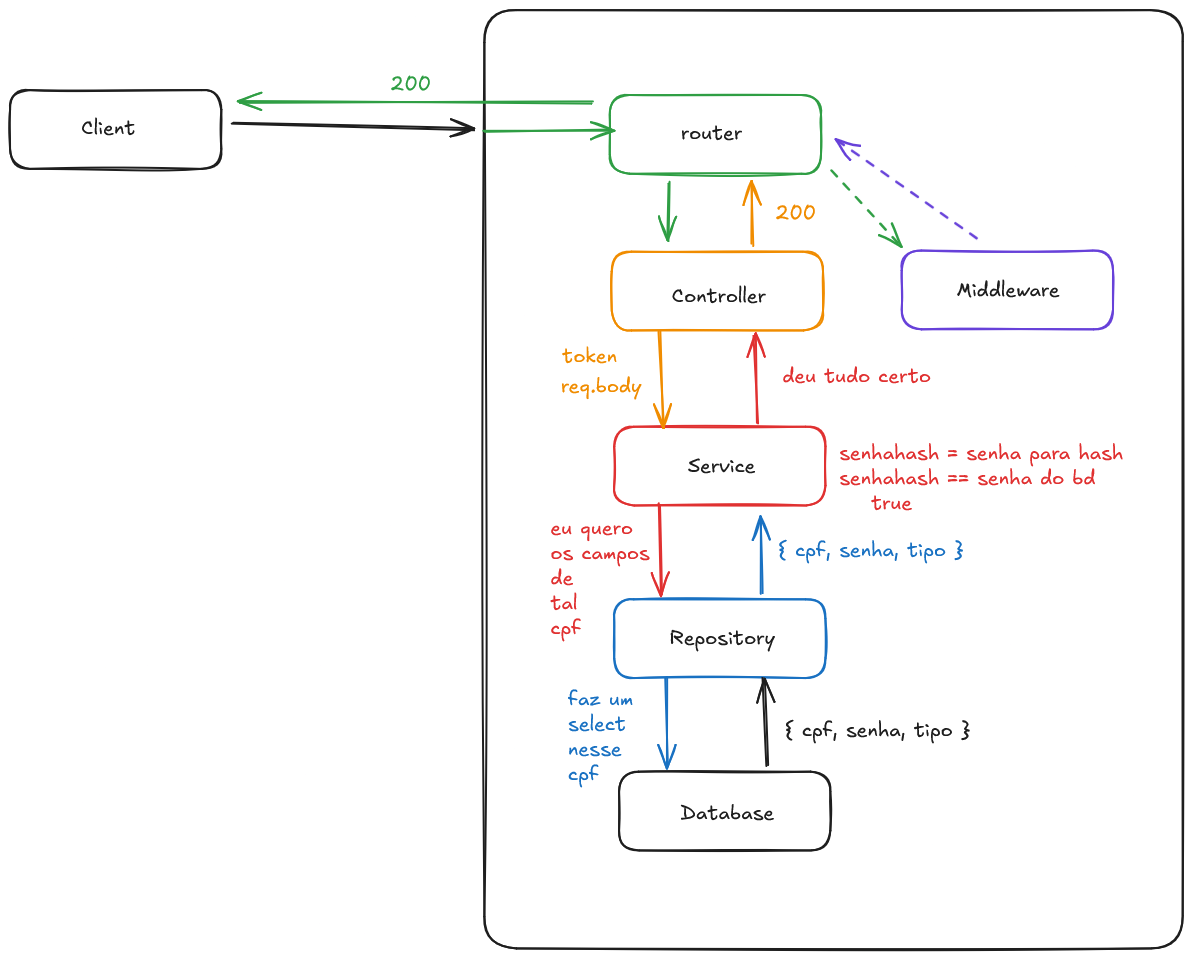 200
Client
router
200
Controller
Middleware
token
req.body
deu tudo certo
Service
senhahash = senha para hash
senhahash == senha do bd
true
eu quero
os campos
de
tal
cpf
{ cpf, senha, tipo }
Repository
faz um
select
nesse
cpf
{ cpf, senha, tipo }
Database